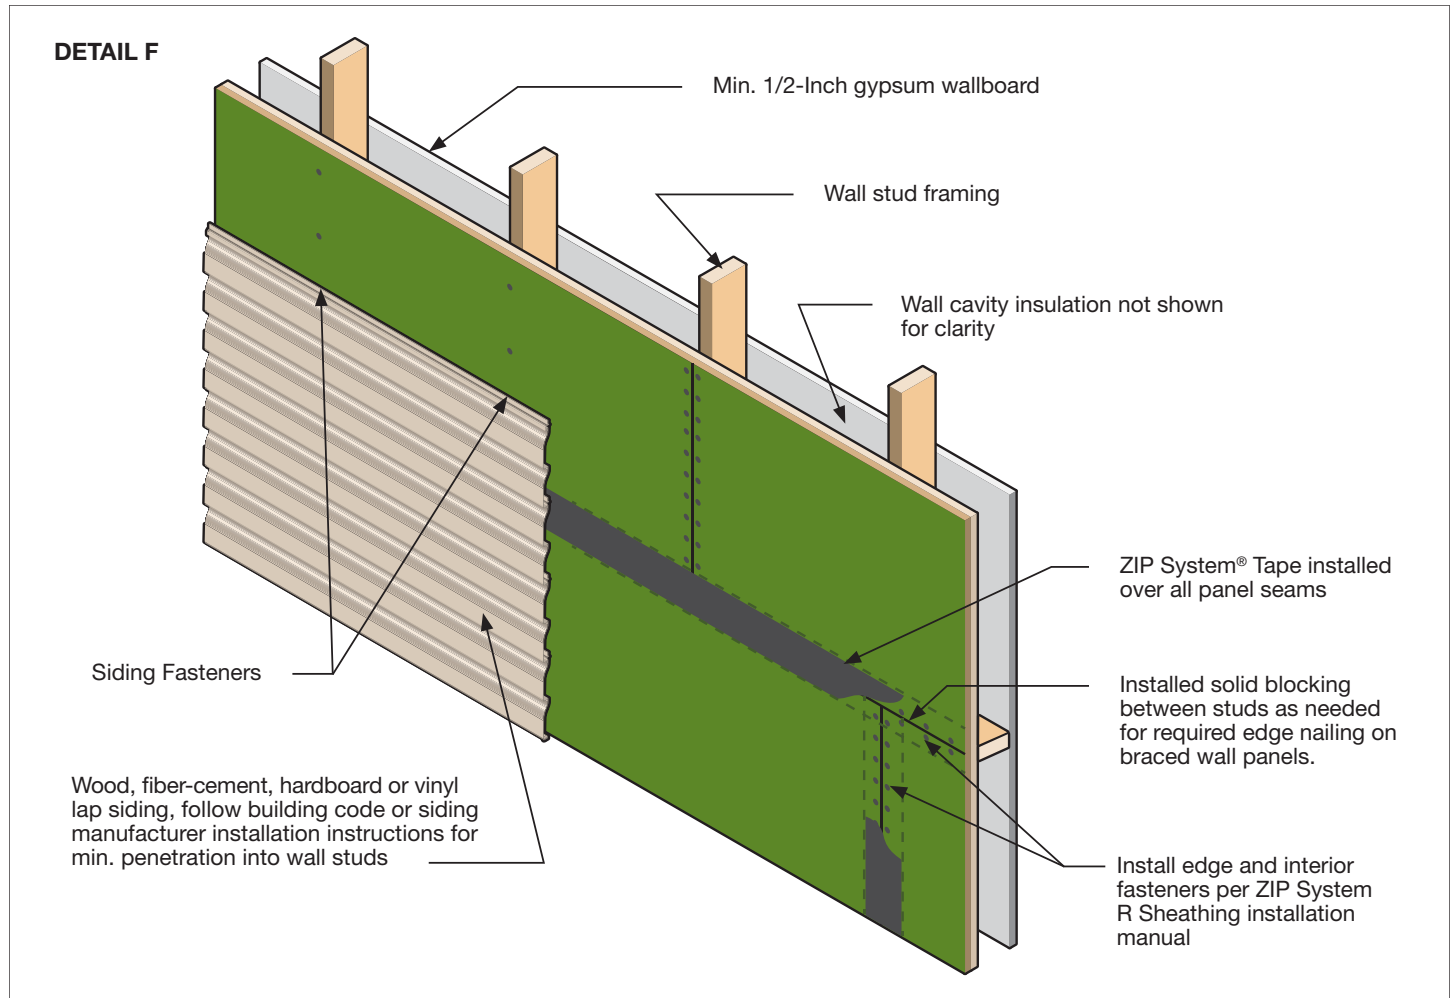 DETAIL F
Min. 1/2-Inch gypsum wallboard
Wall stud framing
Wall cavity insulation not shown
for clarity
ZIP System® Tape installed
over all panel seams
Siding Fasteners
Installed solid blocking
between studs as needed
for required edge nailing on
braced wall panels.
Wood, fiber-cement, hardboard or vinyl
lap siding, follow building code or siding
manufacturer installation instructions for
min. penetration into wall studs
Install edge and interior
fasteners per ZIP System
R Sheathing installation
manual